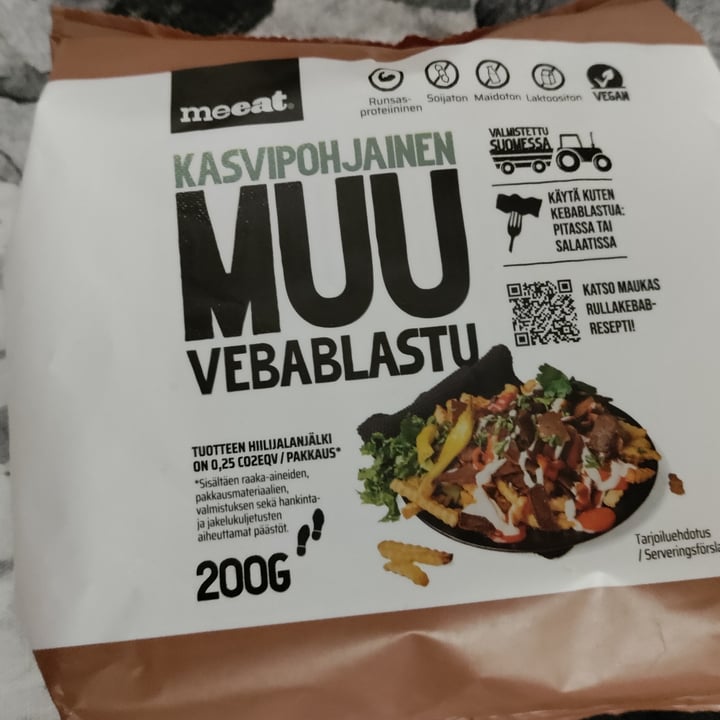 meeat®
Runsas-
proteiininen
Soijaton
Maidoton
Laktoositon
VEGAN
KASVIPOHJAINEN
MUU
VEBABLASTU
VALMISTETTU
SUOMESSA
KÄYTÄ KUTEN
KEBABLASTUA:
PITASSA TAI
SALAATISSA
KATSO MAUKAS
RULLAKEBAB-
RESEPTI!
TUOTTEEN HIILIJALANJÄLKI
ON 0,25 CO2EQV / PAKKAUS*
*Sisältäen raaka-aineiden,
pakkausmateriaalien,
valmistuksen sekä hankinta-
ja jakelukuljetusten
aiheuttamat päästöt.
200G
Tarjoiluehdotus
/ Serveringsförsla